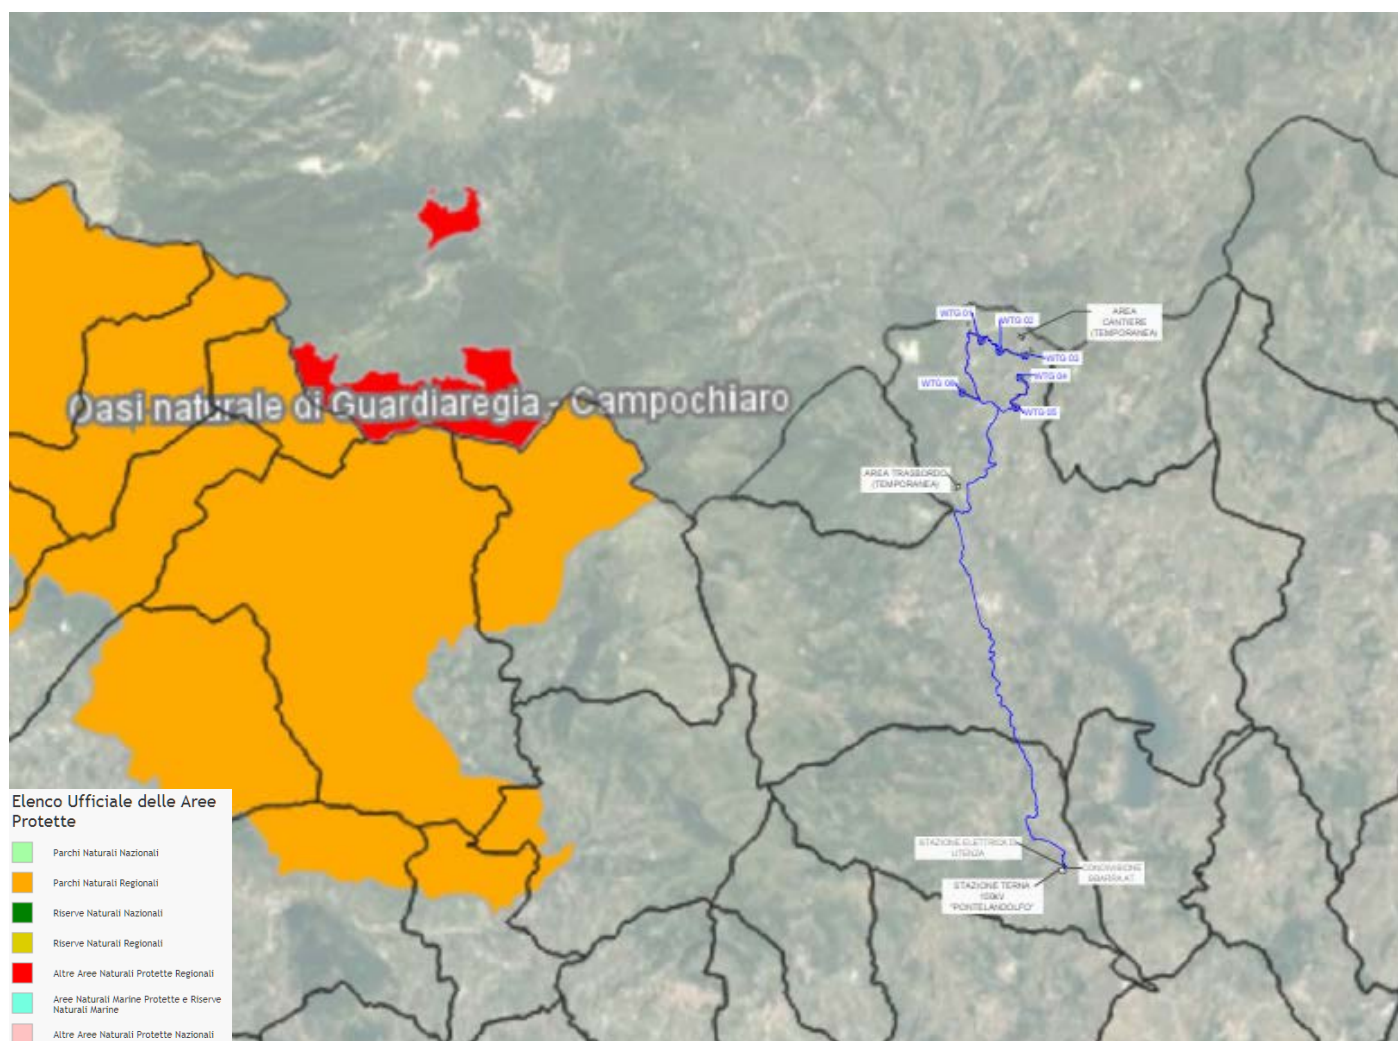 WTG 01
WTG 02
AREA
CANTIERE
(TEMPORANEA)
WTG 03
WTG 04
WTG 06
WTG 05
Oasi naturale di Guardiaregia - Campochiaro
AREA TRASBORDO
(TEMPORANEA)
STAZIONE ELETTRICA DI
UTENZA
CONDIVISIONE
SBARRA AT
STAZIONE TERNA
150kV
"PONTELANDOLFO"
Elenco Ufficiale delle Aree
Protette
Parchi Naturali Nazionali
Parchi Naturali Regionali
Riserve Naturali Nazionali
Riserve Naturali Regionali
Altre Aree Naturali Protette Regionali
Aree Naturali Marine Protette e Riserve
Naturali Marine
Altre Aree Naturali Protette Nazionali